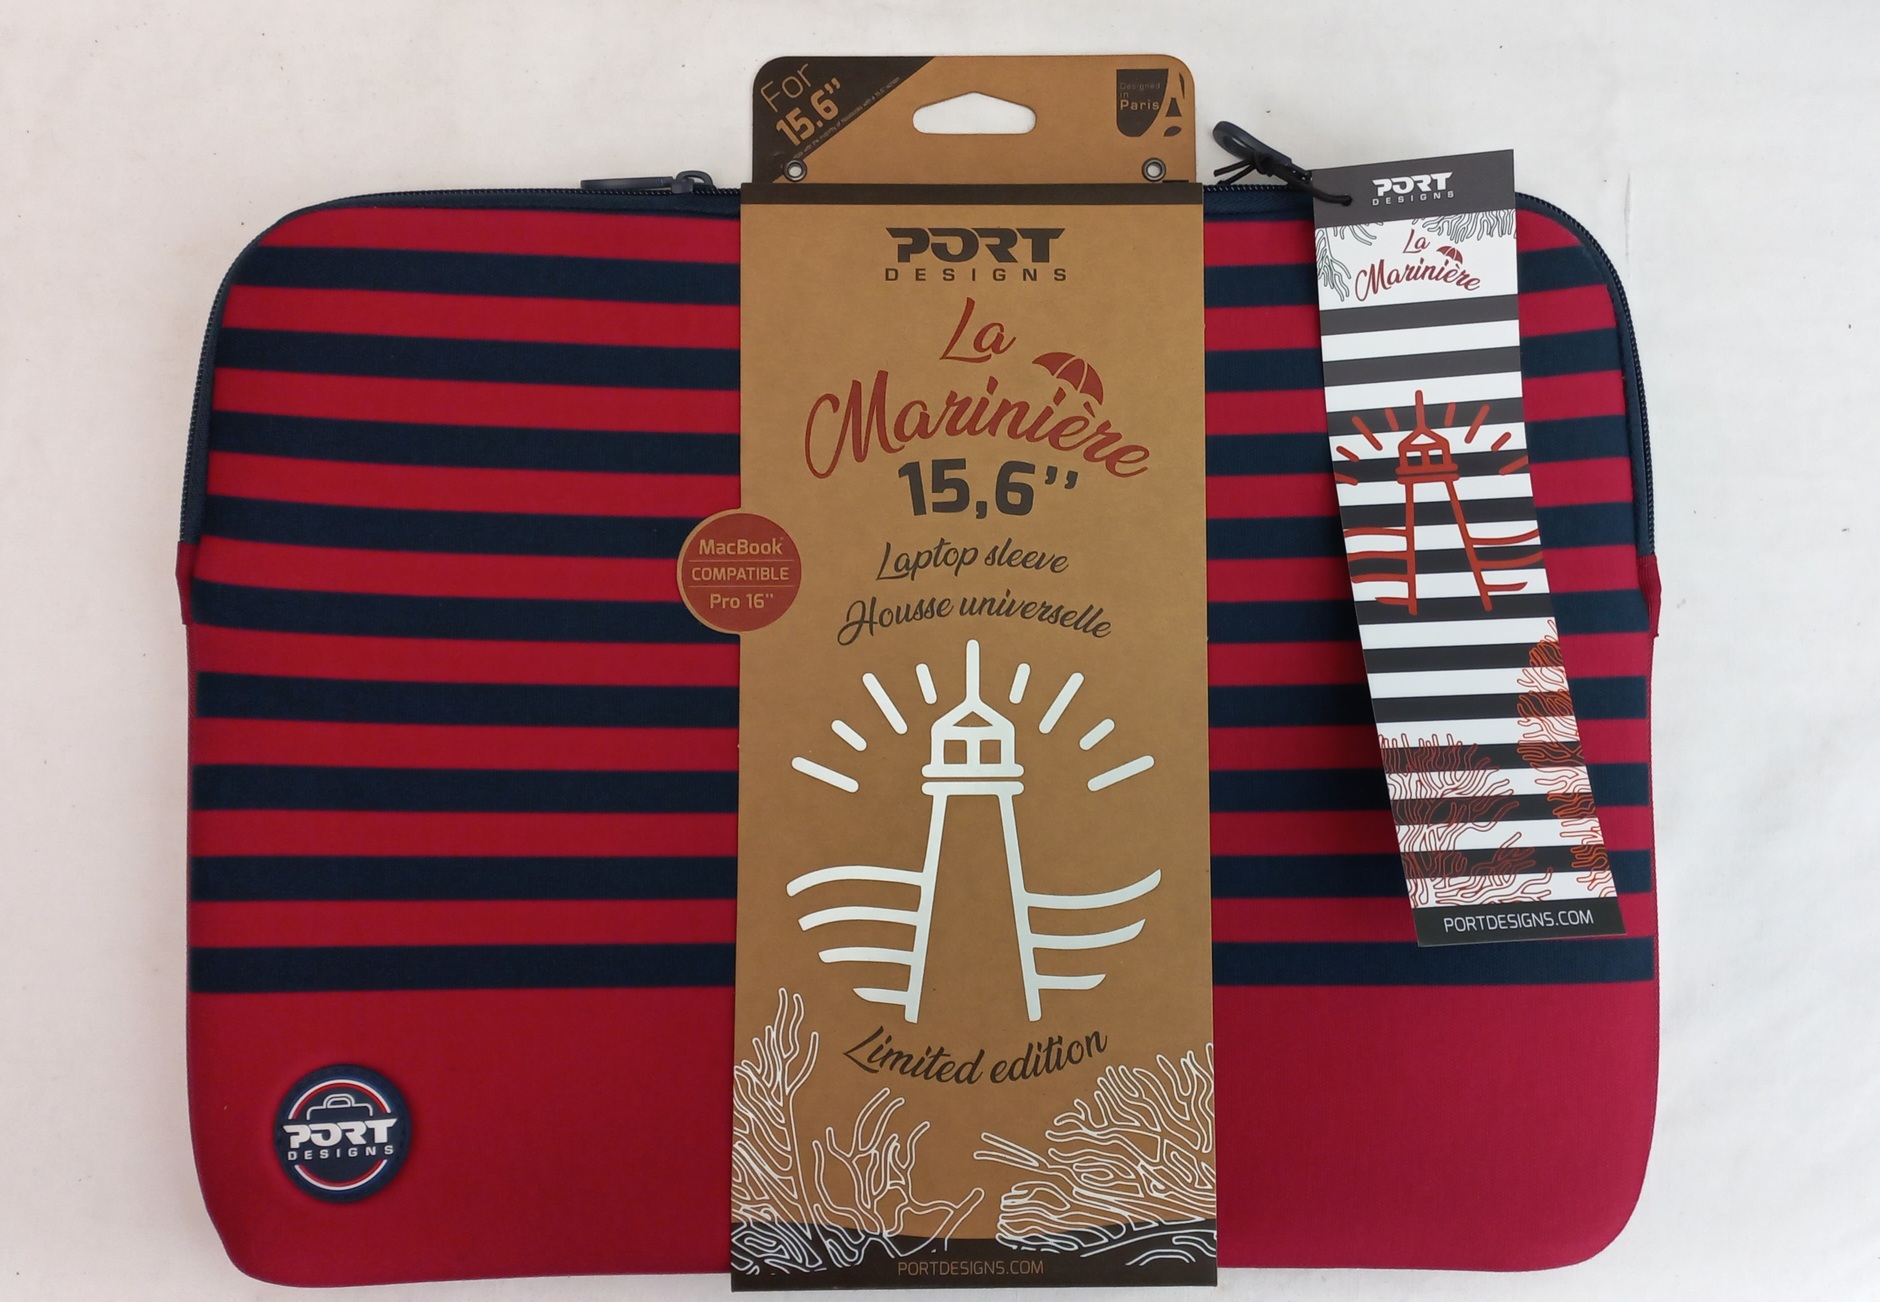 For
15.6”
Designed
in
Paris
PORT
DESIGNS
La
Marinière
15,6’’
Laptop sleeve
Housse universelle
MacBook
COMPATIBLE
Pro 16’’
Limited edition
PORTDESIGNS.COM
PORT
DESIGNS
La
Marinière
PORTDESIGNS.COM
PORT
DESIGNS